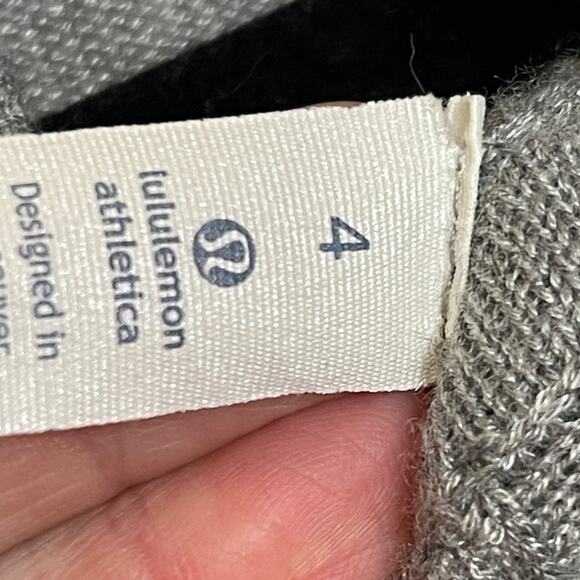 4
lululemon
athletica
Designed in